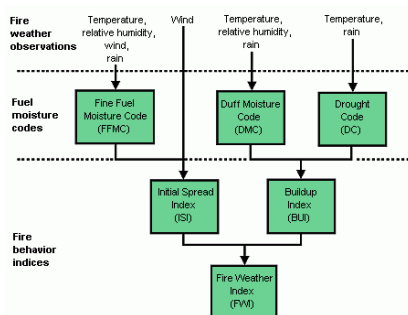 Fire
weather
observations
Temperature,
relative humidity,
wind,
rain
Wind
Temperature,
relative humidity,
rain
Temperature,
rain
Fuel
moisture
codes
Fine Fuel
Moisture Code
(FFMC)
Duff Moisture
Code
(DMC)
Drought
Code
(DC)
Fire
behavior
indices
Initial Spread
Index
(ISI)
Buildup
Index
(BUI)
Fire Weather
Index
(FWI)